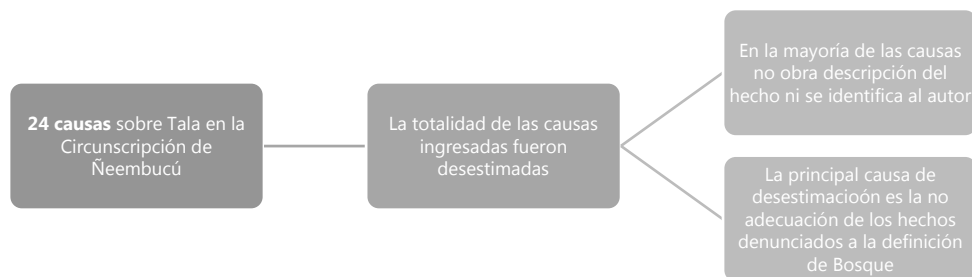 24 causas sobre Tala en la
Circunscripción de
Ñeembucú
La totalidad de las causas
ingresadas fueron
desestimadas
En la mayoría de las causas
no obra descripción del
hecho ni se identifica al autor
La principal causa de
desestimacioón es la no
adecuación de los hechos
denunciados a la definición
de Bosque